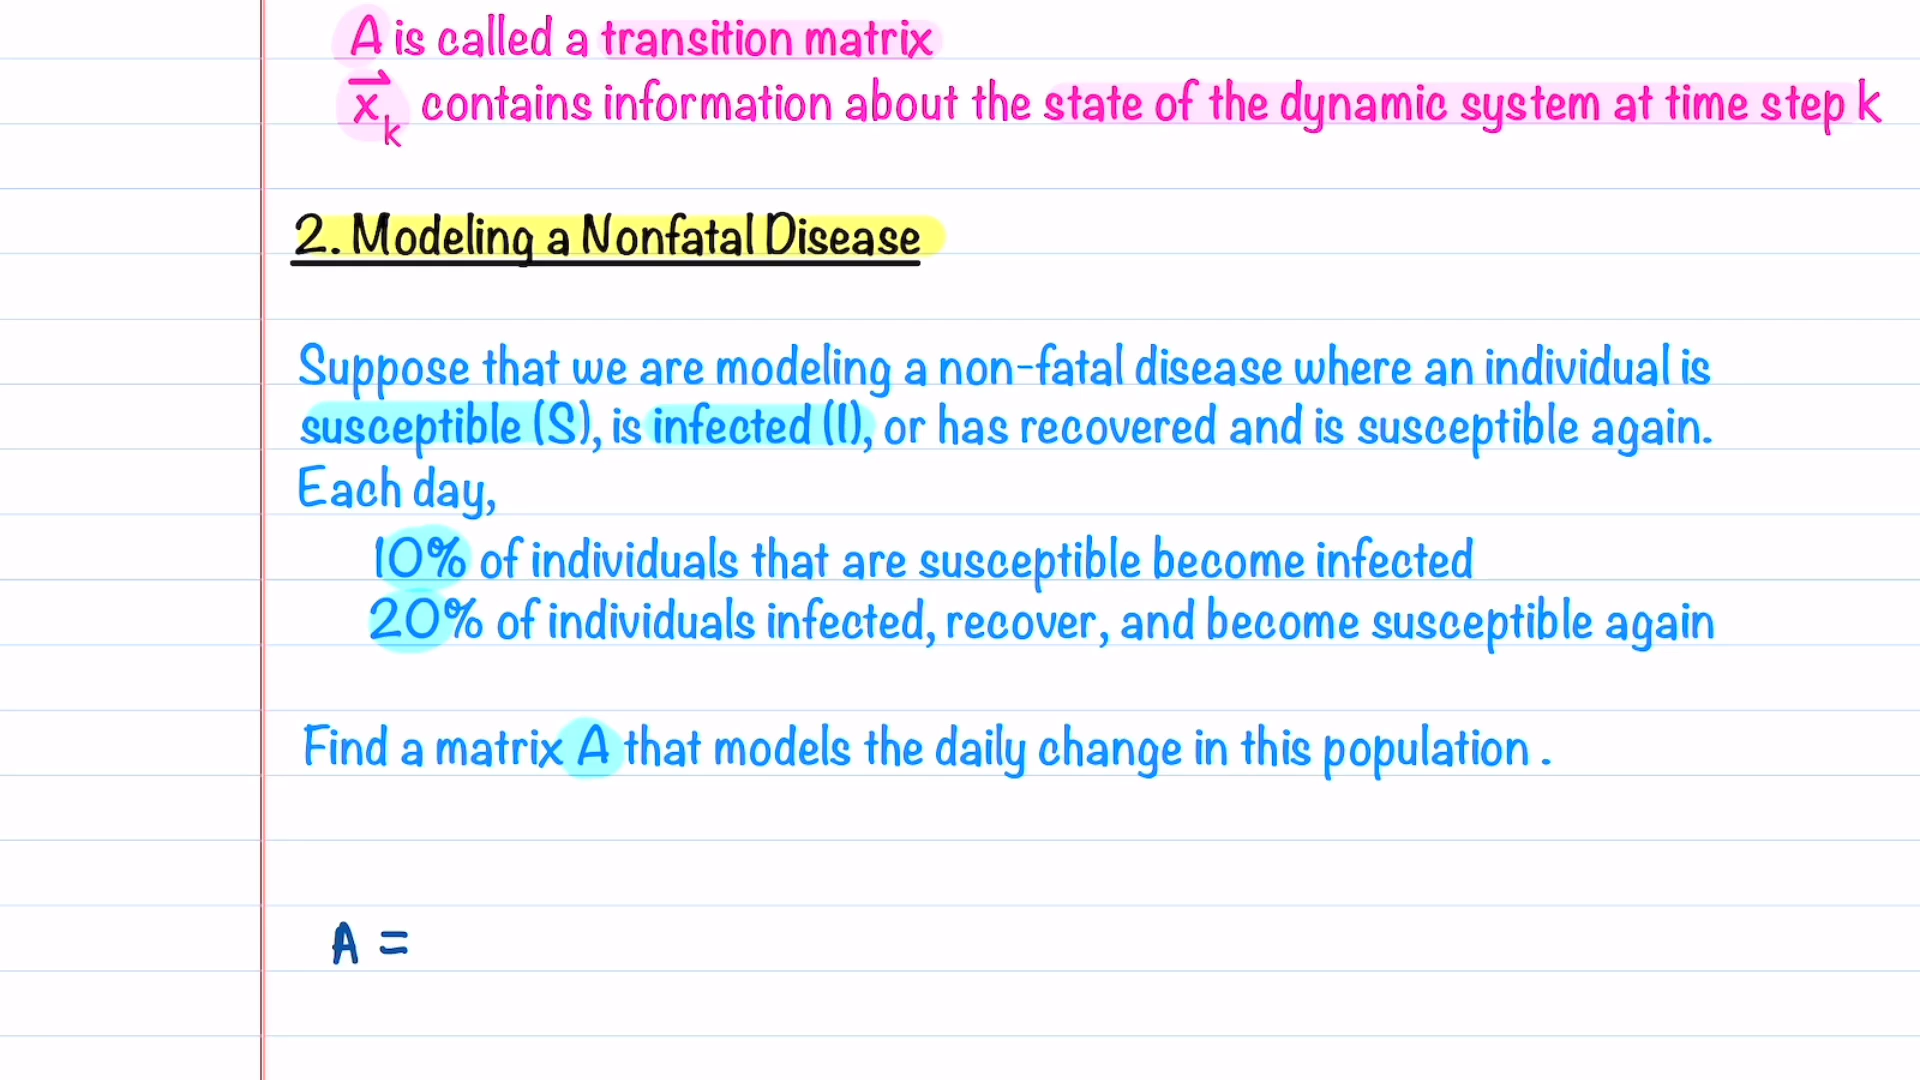 A is called a transition matrix
x⃗ₖ contains information about the state of the dynamic system at time step k
2. Modeling a Nonfatal Disease
Suppose that we are modeling a non-fatal disease where an individual is
susceptible (S), is infected (I), or has recovered and is susceptible again.
Each day,
10% of individuals that are susceptible become infected
20% of individuals infected, recover, and become susceptible again
Find a matrix A that models the daily change in this population .
A =